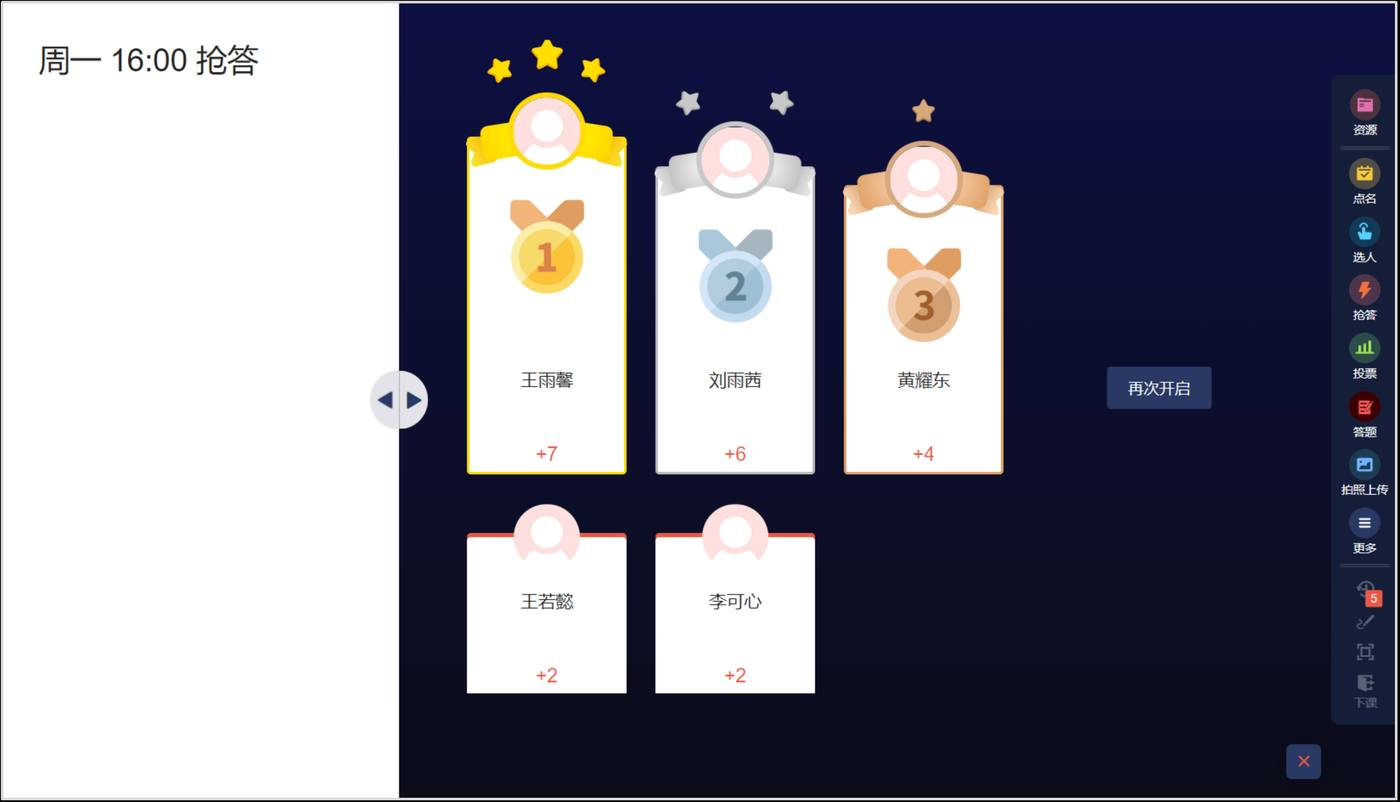 周一 16:00 抢答
1
2
3
王雨馨
刘雨茜
黄耀东
+7
+6
+4
再次开启
王若懿
李可心
+2
+2
资源
点名
选人
抢答
投票
答题
拍照上传
更多
5
下课